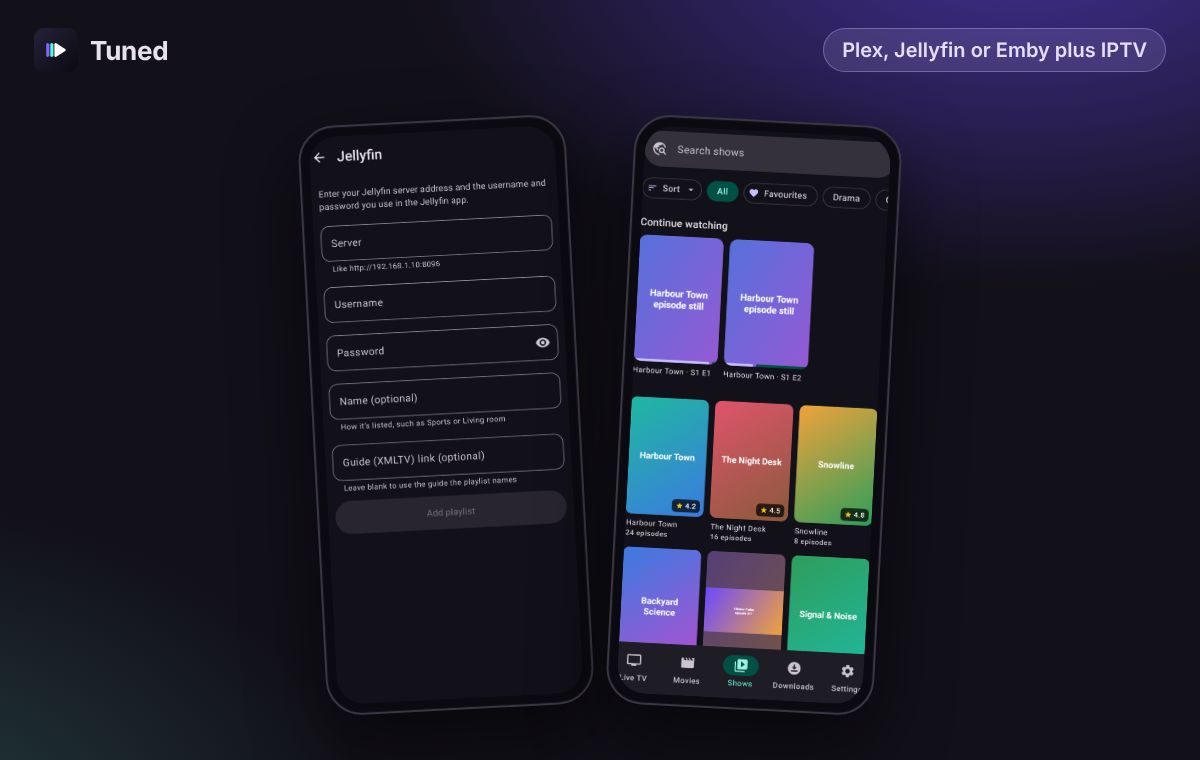 Tuned
Plex, Jellyfin or Emby plus IPTV
Jellyfin
Enter your Jellyfin server address and the username and
password you use in the Jellyfin app.
Server
Like http://192.168.1.10:8096
Username
Password
Name (optional)
How it's listed, such as Sports or Living room
Guide (XMLTV) link (optional)
Leave blank to use the guide the playlist names
Add playlist
Search shows
Sort
All
Favourites
Drama
Continue watching
Harbour Town
episode still
Harbour Town
episode still
Harbour Town · S1 E1
Harbour Town · S1 E2
Harbour Town
The Night Desk
Snowline
4.2
4.5
4.8
Harbour Town
24 episodes
The Night Desk
16 episodes
Snowline
8 episodes
Backyard
Science
Signal & Noise
Live TV
Movies
Shows
Downloads
Settings